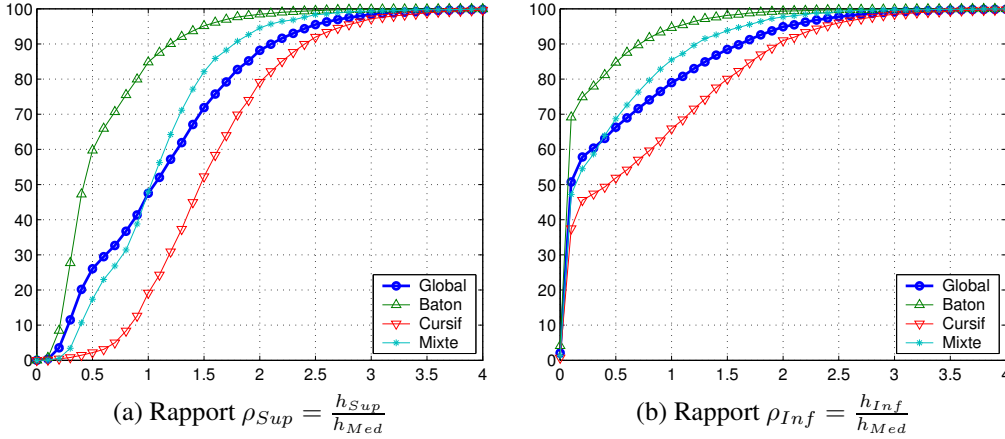 100
90
80
70
60
50
40
30
20
10
0
0 0.5 1 1.5 2 2.5 3 3.5 4
Global
Baton
Cursif
Mixte
(a) Rapport ρ_Sup = h_Sup / h_Med
100
90
80
70
60
50
40
30
20
10
0
0 0.5 1 1.5 2 2.5 3 3.5 4
Global
Baton
Cursif
Mixte
(b) Rapport ρ_Inf = h_Inf / h_Med